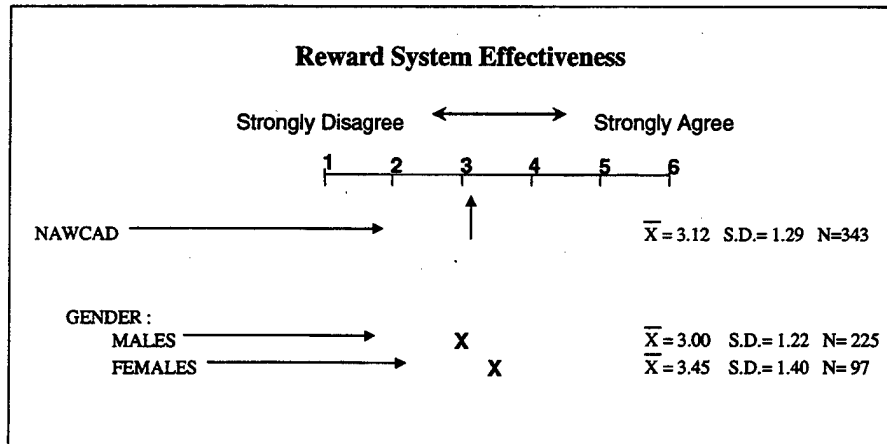 Reward System Effectiveness
Strongly Disagree Strongly Agree
1 2 3 4 5 6
NAWCAD X̅ = 3.12 S.D.= 1.29 N=343
GENDER :
MALES X X̅ = 3.00 S.D.= 1.22 N= 225
FEMALES X X̅ = 3.45 S.D.= 1.40 N= 97